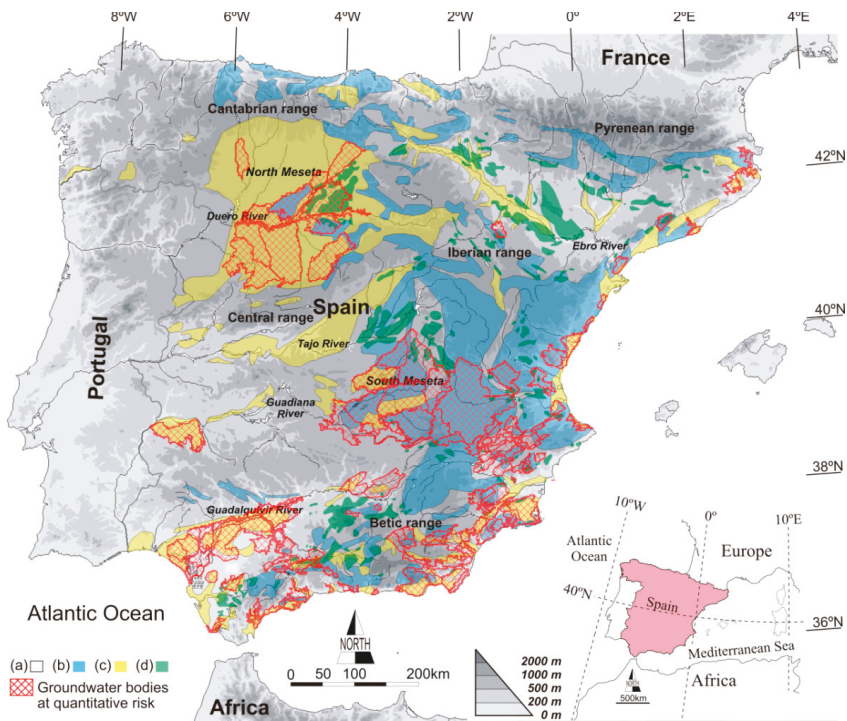 8ºW 6ºW 4ºW 2ºW 0º 2ºE 4ºE
France
Cantabrian range
Pyrenean range
42ºN
North Meseta
Duero River
Iberian range
Ebro River
Spain
40ºN
Central range
Portugal
Tajo River
South Meseta
Guadiana
River
38ºN
Guadalquivir River
Betic range
10ºW
0º
10ºE
Atlantic
Ocean
Europe
40ºN
Spain
Atlantic Ocean
36ºN
Mediterranean Sea
NORTH
(a) (b) (c) (d)
2000 m
1000 m
500 m
200 m
0 m
Groundwater bodies
at quantitative risk
0 50 100 200km
NORTH
500km
Africa
Africa